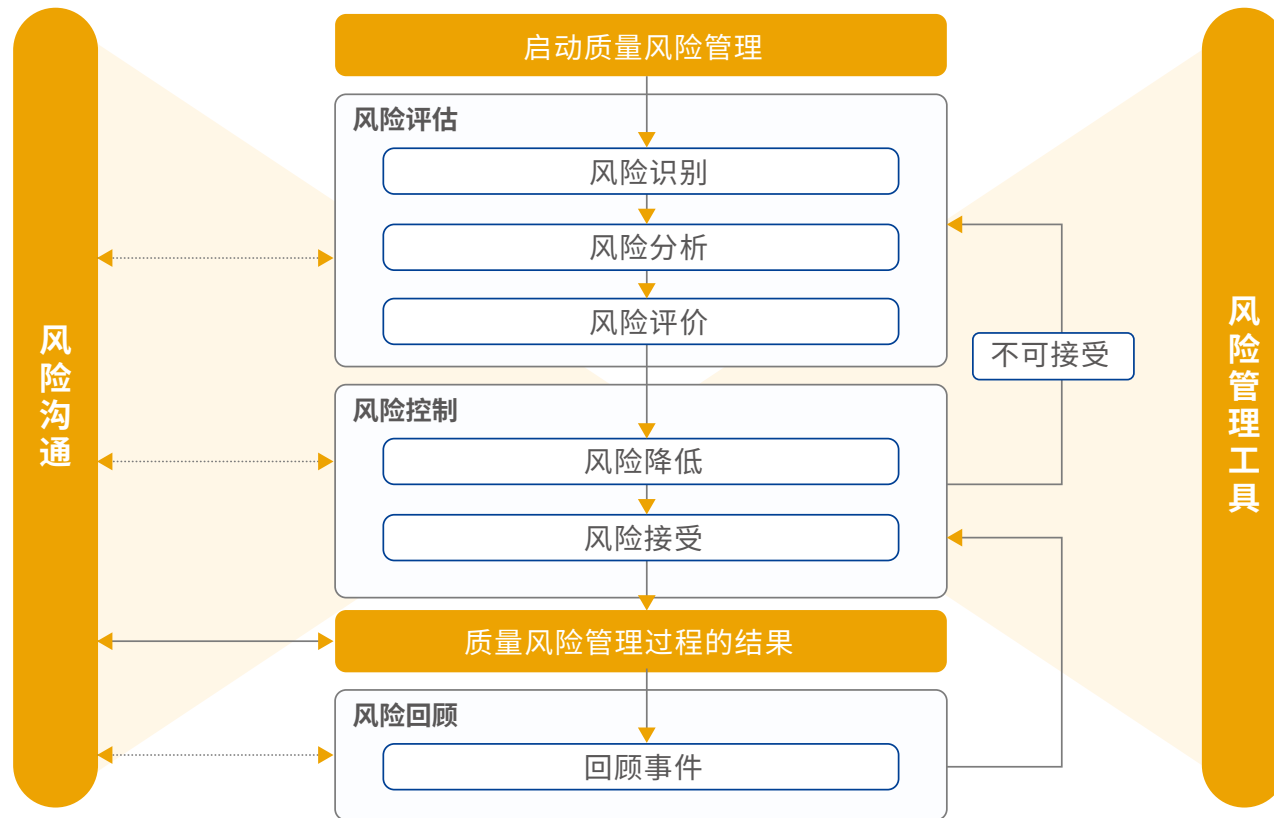 启动质量风险管理
风险评估
风险识别
风险分析
风险评价
不可接受
风险沟通
风险管理工具
风险控制
风险降低
风险接受
质量风险管理过程的结果
风险回顾
回顾事件